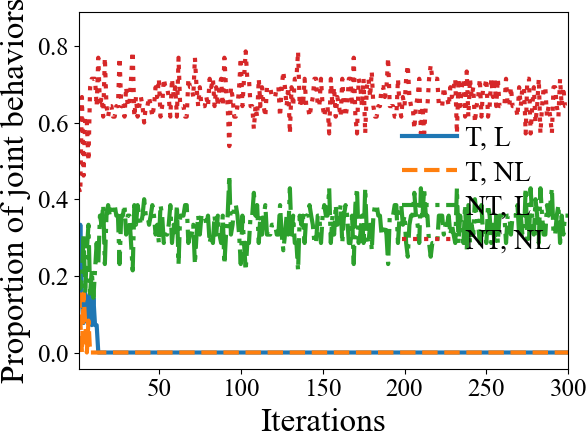 Proportion of joint behaviors
0.8
0.6
0.4
0.2
0.0
T, L
T, NL
NT, L
NT, NL
50
100
150
200
250
300
Iterations